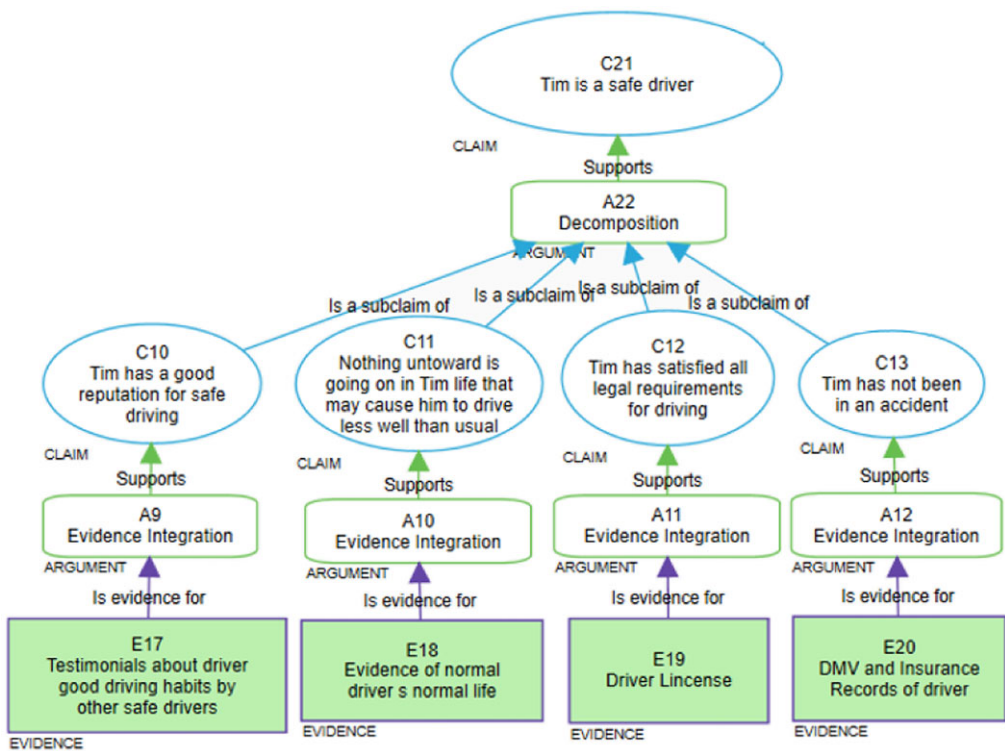 C21
Tim is a safe driver
CLAIM
Supports
A22
Decomposition
ARGUMENT
Is a subclaim of
Is a subclaim of
Is a subclaim of
Is a subclaim of
C10
Tim has a good
reputation for safe
driving
CLAIM
C11
Nothing untoward is
going on in Tim life that
may cause him to drive
less well than usual
CLAIM
C12
Tim has satisfied all
legal requirements
for driving
CLAIM
C13
Tim has not been
in an accident
CLAIM
Supports
Supports
Supports
Supports
A9
Evidence Integration
ARGUMENT
A10
Evidence Integration
ARGUMENT
A11
Evidence Integration
ARGUMENT
A12
Evidence Integration
ARGUMENT
Is evidence for
Is evidence for
Is evidence for
Is evidence for
E17
Testimonials about driver
good driving habits by
other safe drivers
EVIDENCE
E18
Evidence of normal
driver s normal life
EVIDENCE
E19
Driver Lincense
EVIDENCE
E20
DMV and Insurance
Records of driver
EVIDENCE